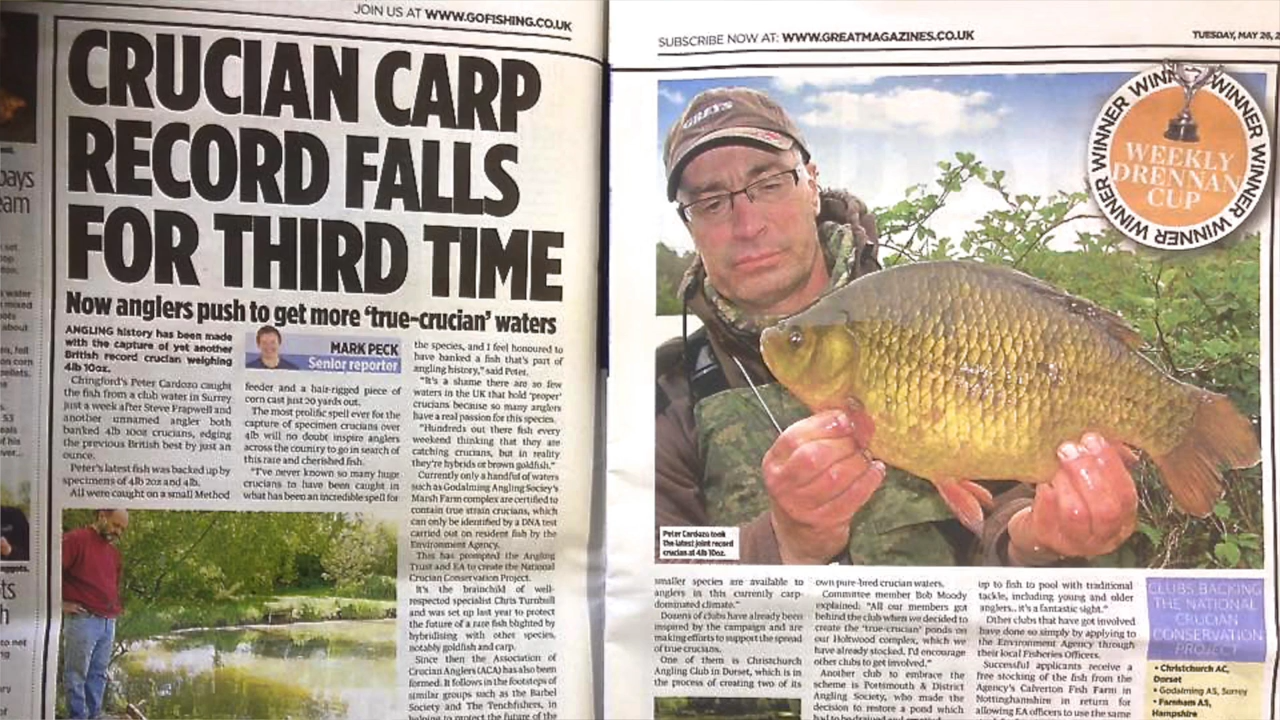 JOIN US AT WWW.GOFISHING.CO.UK
CRUCIAN CARP
RECORD FALLS
FOR THIRD TIME
Now anglers push to get more ‘true-crucian’ waters
ANGLING history has been made
with the capture of yet another
British record crucian weighing
4lb 10oz.
Chingford's Peter Cardozo caught
the fish from a club water in Surrey
just a week after Steve Frapwell and
another unnamed angler both
banked 4lb 10oz crucians, edging
the previous British best by just an
ounce.
Peter's latest fish was backed up by
specimens of 4lb 2oz and 4lb.
All were caught on a small Method
MARK PECK
Senior reporter
feeder and a hair-rigged piece of
corn cast just 20 yards out.
The most prolific spell ever for the
capture of specimen crucians over
4lb will no doubt inspire anglers
across the country to go in search of
this rare and cherished fish.
"I've never known so many huge
crucians to have been caught in
what has been an incredible spell for
the species, and I feel honoured to
have banked a fish that's part of
angling history," said Peter.
"It's a shame there are so few
waters in the UK that hold 'proper'
crucians because so many anglers
have a real passion for this species.
"Hundreds out there fish every
weekend thinking that they are
catching crucians, but in reality
they're hybrids or brown goldfish."
Currently only a handful of waters
such as Godalming Angling Society's
Marsh Farm complex are certified to
contain true strain crucians, which
can only be identified by a DNA test
carried out on resident fish by the
Environment Agency.
This has prompted the Angling
Trust and EA to create the National
Crucian Conservation Project.
It's the brainchild of well-
respected specialist Chris Turnbull
and was set up last year to protect
the future of a rare fish blighted by
hybridising with other species,
notably goldfish and carp.
Since then the Association of
Crucian Anglers (ACA) has also been
formed. It follows in the footsteps of
similar groups such as the Barbel
Society and The Tenchfishers, in
helping to protect the future of the
SUBSCRIBE NOW AT: WWW.GREATMAGAZINES.CO.UK
TUESDAY, MAY 26, 2
GREYS
WINNER WINNER WINNER WINNER WINNER
WEEKLY
DRENNAN
CUP
Peter Cardozo took
the latest joint record
crucian at 4lb 10oz.
smaller species are available to
anglers in this currently carp-
dominated climate."
Dozens of clubs have already been
inspired by the campaign and are
making efforts to support the spread
of true crucians.
One of them is Christchurch
Angling Club in Dorset, which is in
the process of creating two of its
own pure-bred crucian waters.
Committee member Bob Moody
explained: "All our members got
behind the club when we decided to
create the 'true-crucian' ponds on
our Holtwood complex, which we
have already stocked. I'd encourage
other clubs to get involved."
Another club to embrace the
scheme is Portsmouth & District
Angling Society, who made the
decision to restore a pond which
had to be drained and
up to fish to pool with traditional
tackle, including young and older
anglers.. it's a fantastic sight."
Other clubs that have got involved
have done so simply by applying to
the Environment Agency through
their local Fisheries Officers.
Successful applicants receive a
free stocking of the fish from the
Agency's Calverton Fish Farm in
Nottingham in return for
allowing EA officers to use the same
CLUBS BACKING
THE NATIONAL
CRUCIAN
CONSERVATION
PROJECT
• Christchurch AC,
Dorset
• Godalming AS, Surrey
• Farnham AS,
Hampshire